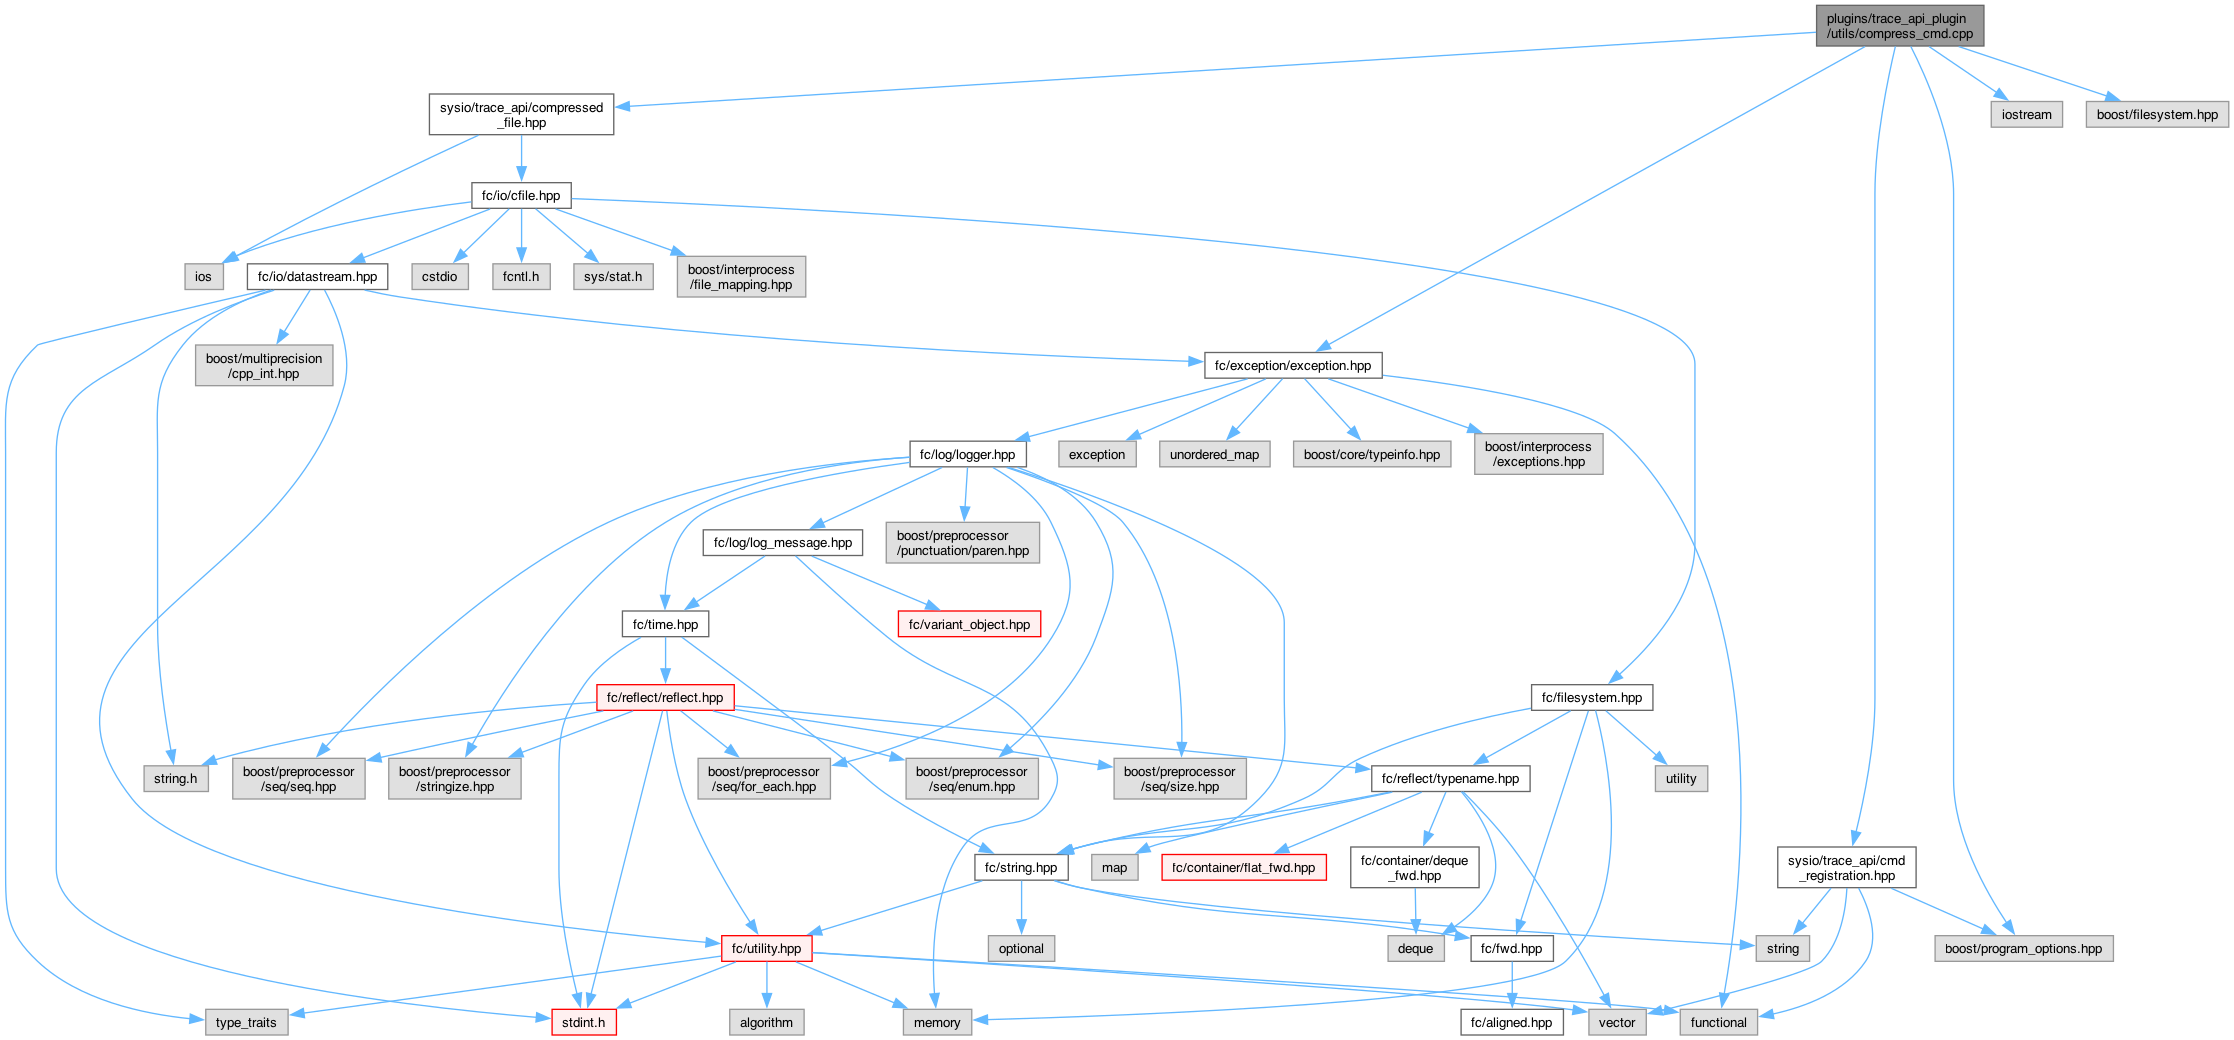 plugins/trace_api_plugin
/utils/compress_cmd.cpp
sysio/trace_api/compressed
_file.hpp
iostream
boost/filesystem.hpp
fc/io/cfile.hpp
ios
fc/io/datastream.hpp
cstdio
fcntl.h
sys/stat.h
boost/interprocess
/file_mapping.hpp
boost/multiprecision
/cpp_int.hpp
fc/exception/exception.hpp
fc/log/logger.hpp
exception
unordered_map
boost/core/typeinfo.hpp
boost/interprocess
/exceptions.hpp
fc/log/log_message.hpp
boost/preprocessor
/punctuation/paren.hpp
fc/time.hpp
fc/variant_object.hpp
fc/reflect/reflect.hpp
fc/filesystem.hpp
string.h
boost/preprocessor
/seq/seq.hpp
boost/preprocessor
/stringize.hpp
boost/preprocessor
/seq/for_each.hpp
boost/preprocessor
/seq/enum.hpp
boost/preprocessor
/seq/size.hpp
fc/reflect/typename.hpp
utility
fc/string.hpp
map
fc/container/flat_fwd.hpp
fc/container/deque
_fwd.hpp
sysio/trace_api/cmd
_registration.hpp
fc/utility.hpp
optional
deque
fc/fwd.hpp
string
boost/program_options.hpp
type_traits
stdint.h
algorithm
memory
fc/aligned.hpp
vector
functional